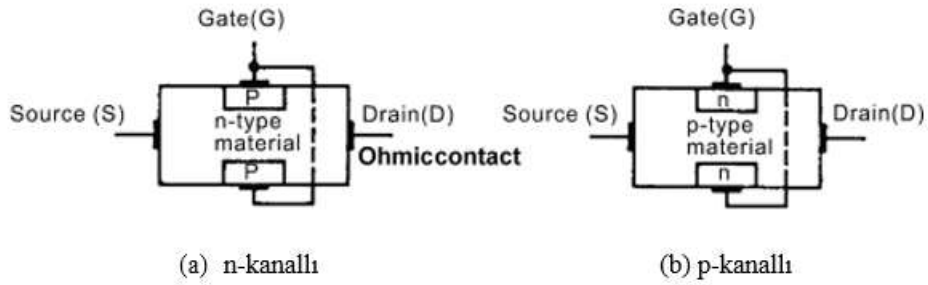 Gate(G)
P
Source (S)
n-type
material
Drain(D)
Ohmiccontact
P
(a) n-kanallı
Gate(G)
n
Source (S)
p-type
material
Drain(D)
n
(b) p-kanallı